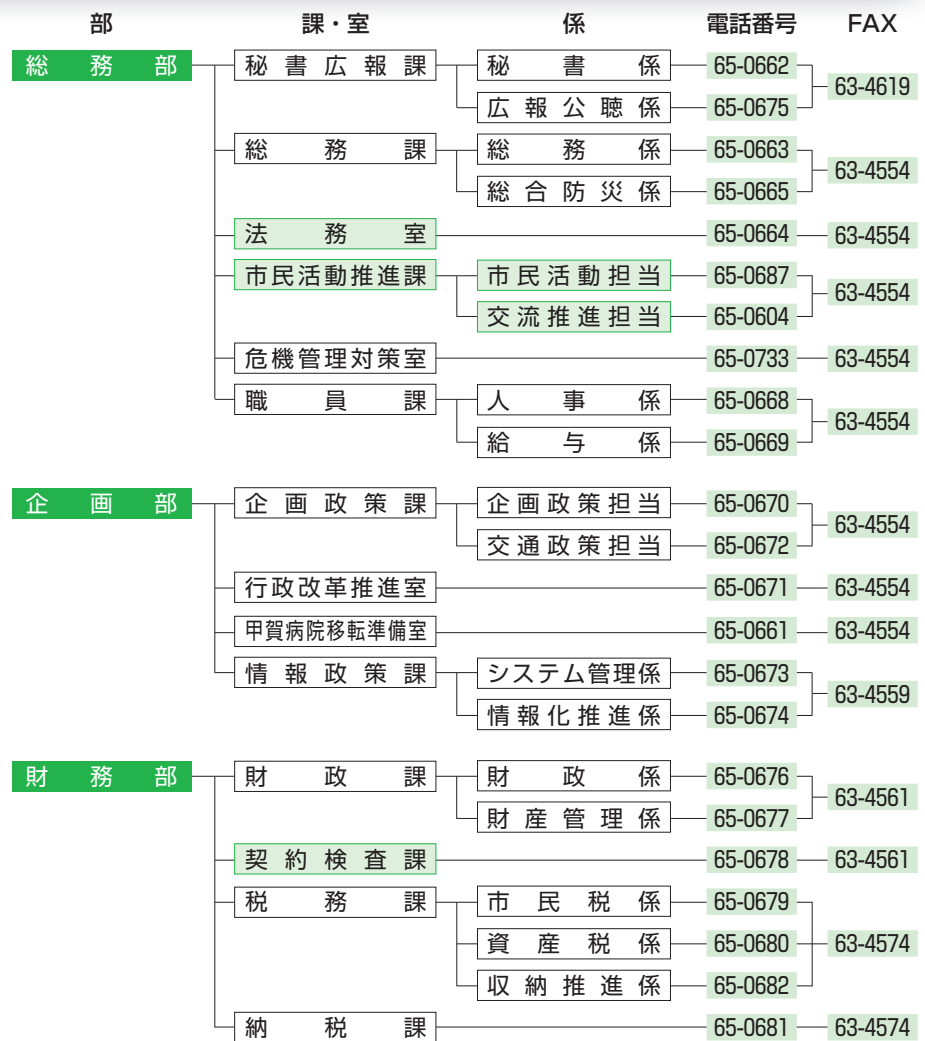 部 課・室 係 電話番号 FAX
総務部 秘書広報課 秘書係 65-0662
63-4619
広報公聴係 65-0675
総務課 総務係 65-0663
63-4554
総合防災係 65-0665
法務室 65-0664 63-4554
市民活動推進課 市民活動担当 65-0687
63-4554
交流推進担当 65-0604
危機管理対策室 65-0733 63-4554
職員課 人事係 65-0668
63-4554
給与係 65-0669
企画部 企画政策課 企画政策担当 65-0670
63-4554
交通政策担当 65-0672
行政改革推進室 65-0671 63-4554
甲賀病院移転準備室 65-0661 63-4554
情報政策課 システム管理係 65-0673
63-4559
情報化推進係 65-0674
財務部 財政課 財政係 65-0676
63-4561
財産管理係 65-0677
契約検査課 65-0678 63-4561
税務課 市民税係 65-0679
資産税係 65-0680 63-4574
収納推進係 65-0682
納税課 65-0681 63-4574